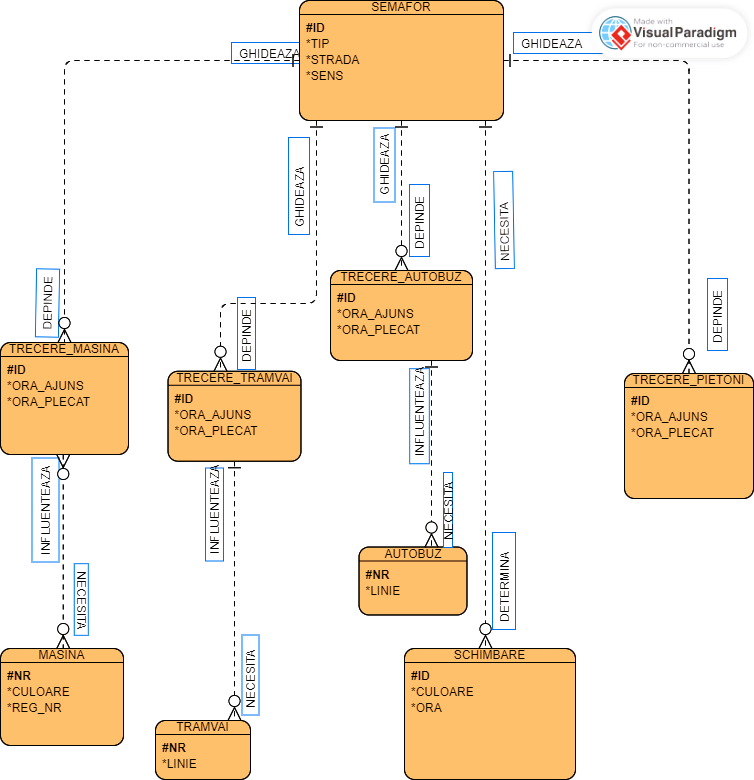 SEMAFOR
#ID
*TIP
*STRADA
*SENS
Made with
VisualParadigm
For non-commercial use
GHIDEAZA
GHIDEAZA
GHIDEAZA
GHIDEAZA
NECESITA
DEPINDE
DEPINDE
DEPINDE
DEPINDE
TRECERE_AUTOBUZ
#ID
*ORA_AJUNS
*ORA_PLECAT
TRECERE_MASINA
#ID
*ORA_AJUNS
*ORA_PLECAT
TRECERE_TRAMVAI
#ID
*ORA_AJUNS
*ORA_PLECAT
TRECERE_PIETONI
#ID
*ORA_AJUNS
*ORA_PLECAT
INFLUENTEAZA
INFLUENTEAZA
INFLUENTEAZA
NECESITA
NECESITA
DETERMINA
AUTOBUZ
#NR
*LINIE
MASINA
#NR
*CULOARE
*REG_NR
NECESITA
SCHIMBARE
#ID
*CULOARE
*ORA
TRAMVAI
#NR
*LINIE